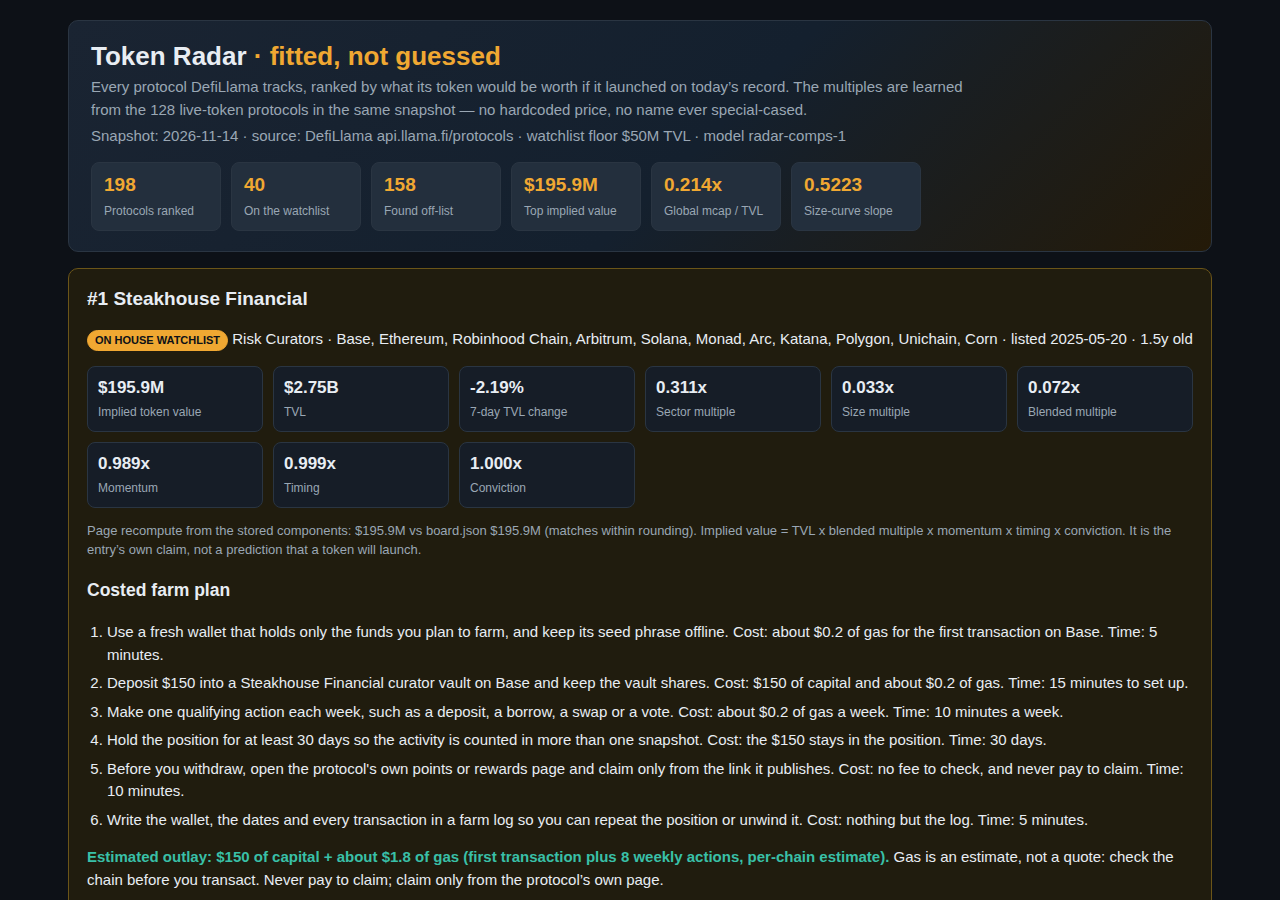 Token Radar · fitted, not guessed
Every protocol DefiLlama tracks, ranked by what its token would be worth if it launched on today’s record. The multiples are learned
from the 128 live-token protocols in the same snapshot — no hardcoded price, no name ever special-cased.
Snapshot: 2026-11-14 · source: DefiLlama api.llama.fi/protocols · watchlist floor $50M TVL · model radar-comps-1
198
Protocols ranked
40
On the watchlist
158
Found off-list
$195.9M
Top implied value
0.214x
Global mcap / TVL
0.5223
Size-curve slope
#1 Steakhouse Financial
ON HOUSE WATCHLIST Risk Curators · Base, Ethereum, Robinhood Chain, Arbitrum, Solana, Monad, Arc, Katana, Polygon, Unichain, Corn · listed 2025-05-20 · 1.5y old
$195.9M
Implied token value
$2.75B
TVL
-2.19%
7-day TVL change
0.311x
Sector multiple
0.033x
Size multiple
0.072x
Blended multiple
0.989x
Momentum
0.999x
Timing
1.000x
Conviction
Page recompute from the stored components: $195.9M vs board.json $195.9M (matches within rounding). Implied value = TVL x blended multiple x momentum x timing x conviction. It is the
entry's own claim, not a prediction that a token will launch.
Costed farm plan
1. Use a fresh wallet that holds only the funds you plan to farm, and keep its seed phrase offline. Cost: about $0.2 of gas for the first transaction on Base. Time: 5
minutes.
2. Deposit $150 into a Steakhouse Financial curator vault on Base and keep the vault shares. Cost: $150 of capital and about $0.2 of gas. Time: 15 minutes to set up.
3. Make one qualifying action each week, such as a deposit, a borrow, a swap or a vote. Cost: about $0.2 of gas a week. Time: 10 minutes a week.
4. Hold the position for at least 30 days so the activity is counted in more than one snapshot. Cost: the $150 stays in the position. Time: 30 days.
5. Before you withdraw, open the protocol's own points or rewards page and claim only from the link it publishes. Cost: no fee to check, and never pay to claim. Time:
10 minutes.
6. Write the wallet, the dates and every transaction in a farm log so you can repeat the position or unwind it. Cost: nothing but the log. Time: 5 minutes.
Estimated outlay: $150 of capital + about $1.8 of gas (first transaction plus 8 weekly actions, per-chain estimate). Gas is an estimate, not a quote: check the
chain before you transact. Never pay to claim; claim only from the protocol’s own page.